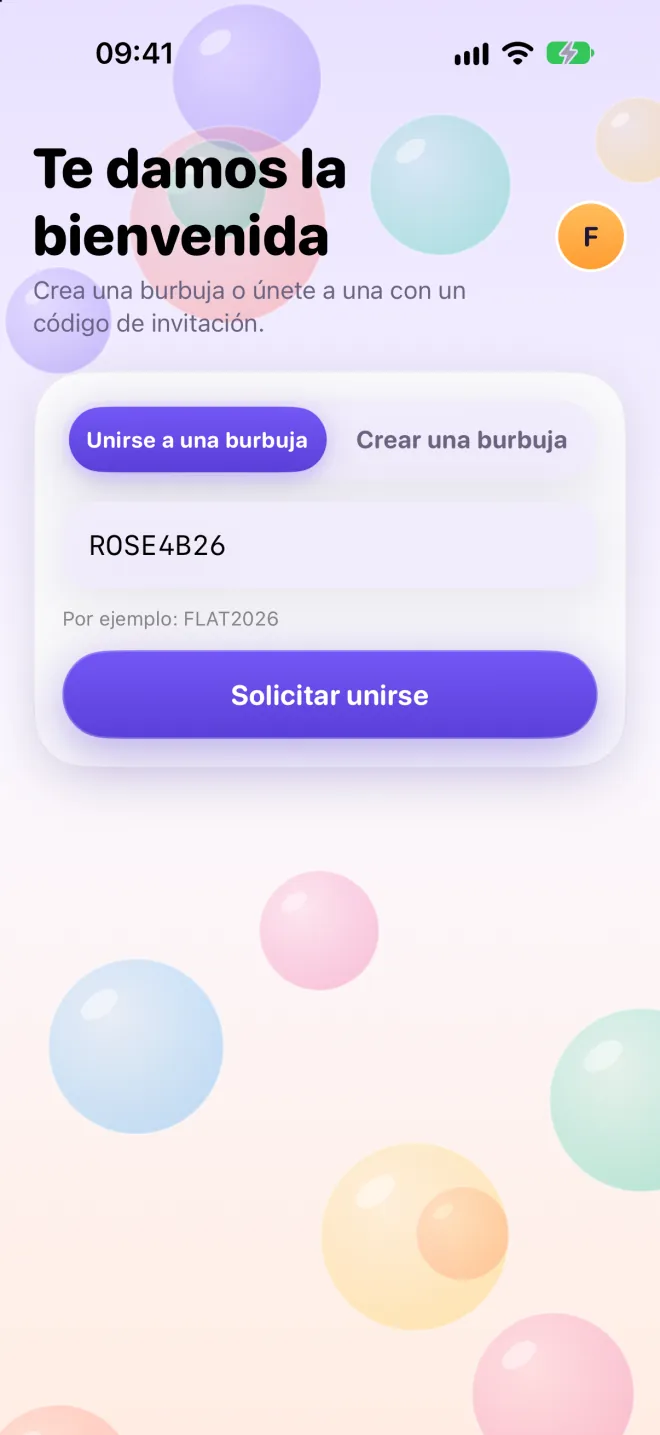 09:41
Te damos la
bienvenida
F
Crea una burbuja o únete a una con un
código de invitación.
Unirse a una burbuja
Crear una burbuja
ROSE4B26
Por ejemplo: FLAT2026
Solicitar unirse